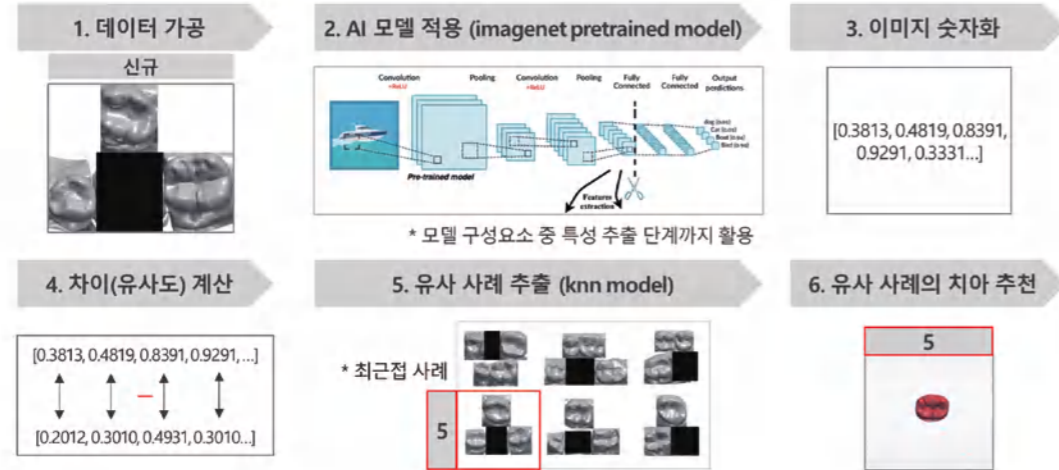 1. 데이터 가공
2. AI 모델 적용 (imagenet pretrained model)
3. 이미지 숫자화
신규
Convolution
+ReLU
Pooling
Convolution
+ReLU
Pooling
Fully
Connected
Fully
Connected
Output
predictions
Pre-trained model
Features
extraction
* 모델 구성요소 중 특성 추출 단계까지 활용
[0.3813, 0.4819, 0.8391,
0.9291, 0.3331...]
4. 차이(유사도) 계산
5. 유사 사례 추출 (knn model)
6. 유사 사례의 치아 추천
[0.3813, 0.4819, 0.8391, 0.9291, ...]
[0.2012, 0.3010, 0.4931, 0.3010...]
* 최근접 사례
5
5